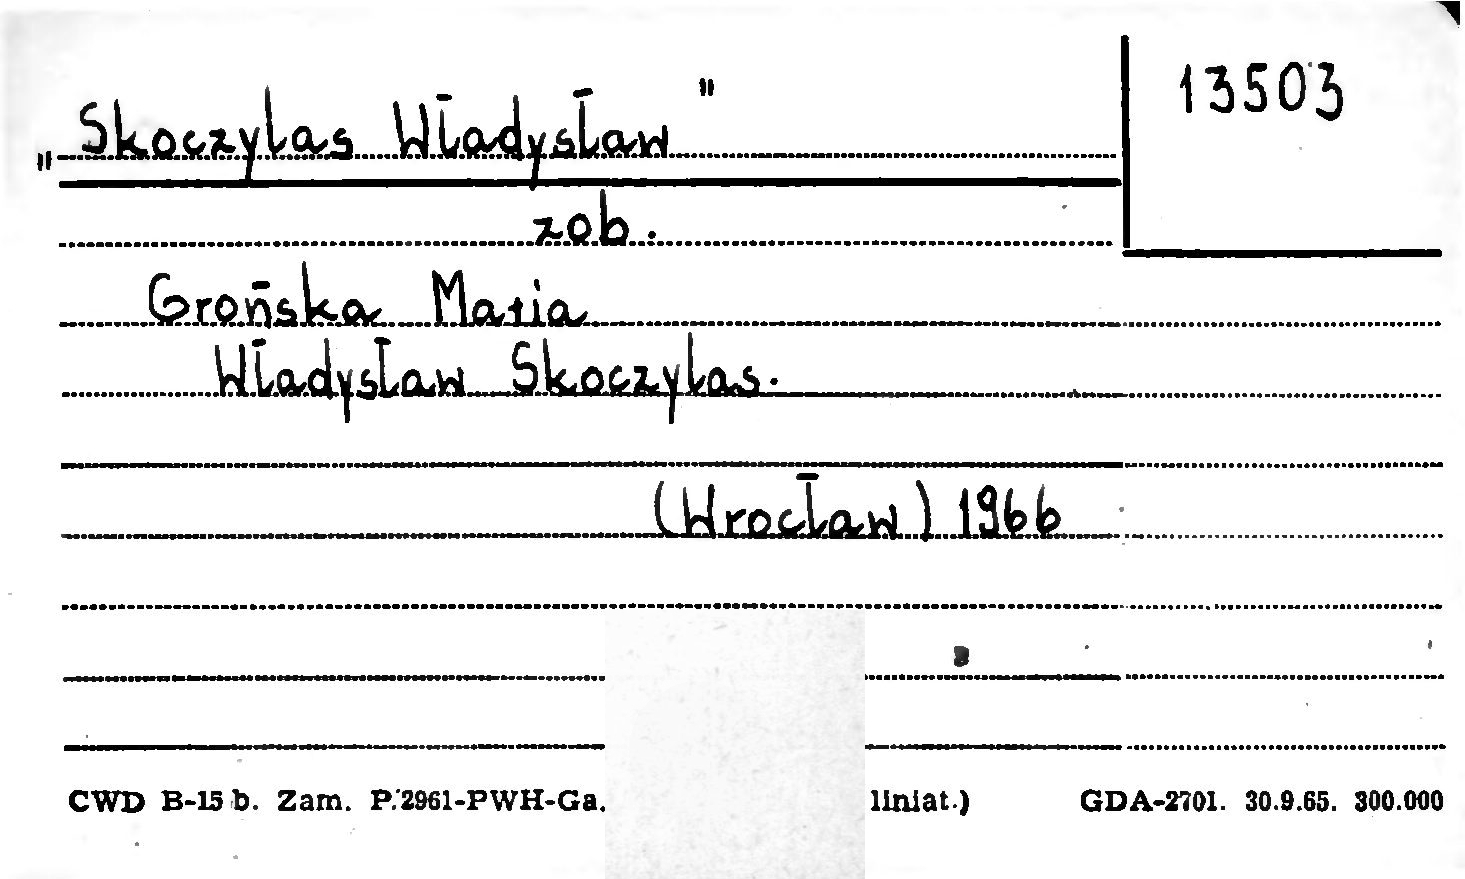 13503
„Skoczylas Władysław"
zob.
Grońska Maria
Władysław Skoczylas.
(Wrocław) 1966
CWD B-15 b. Zam. P. 2961-PWH-Ga. liniat.) GDA-2701. 30.9.65. 300.000